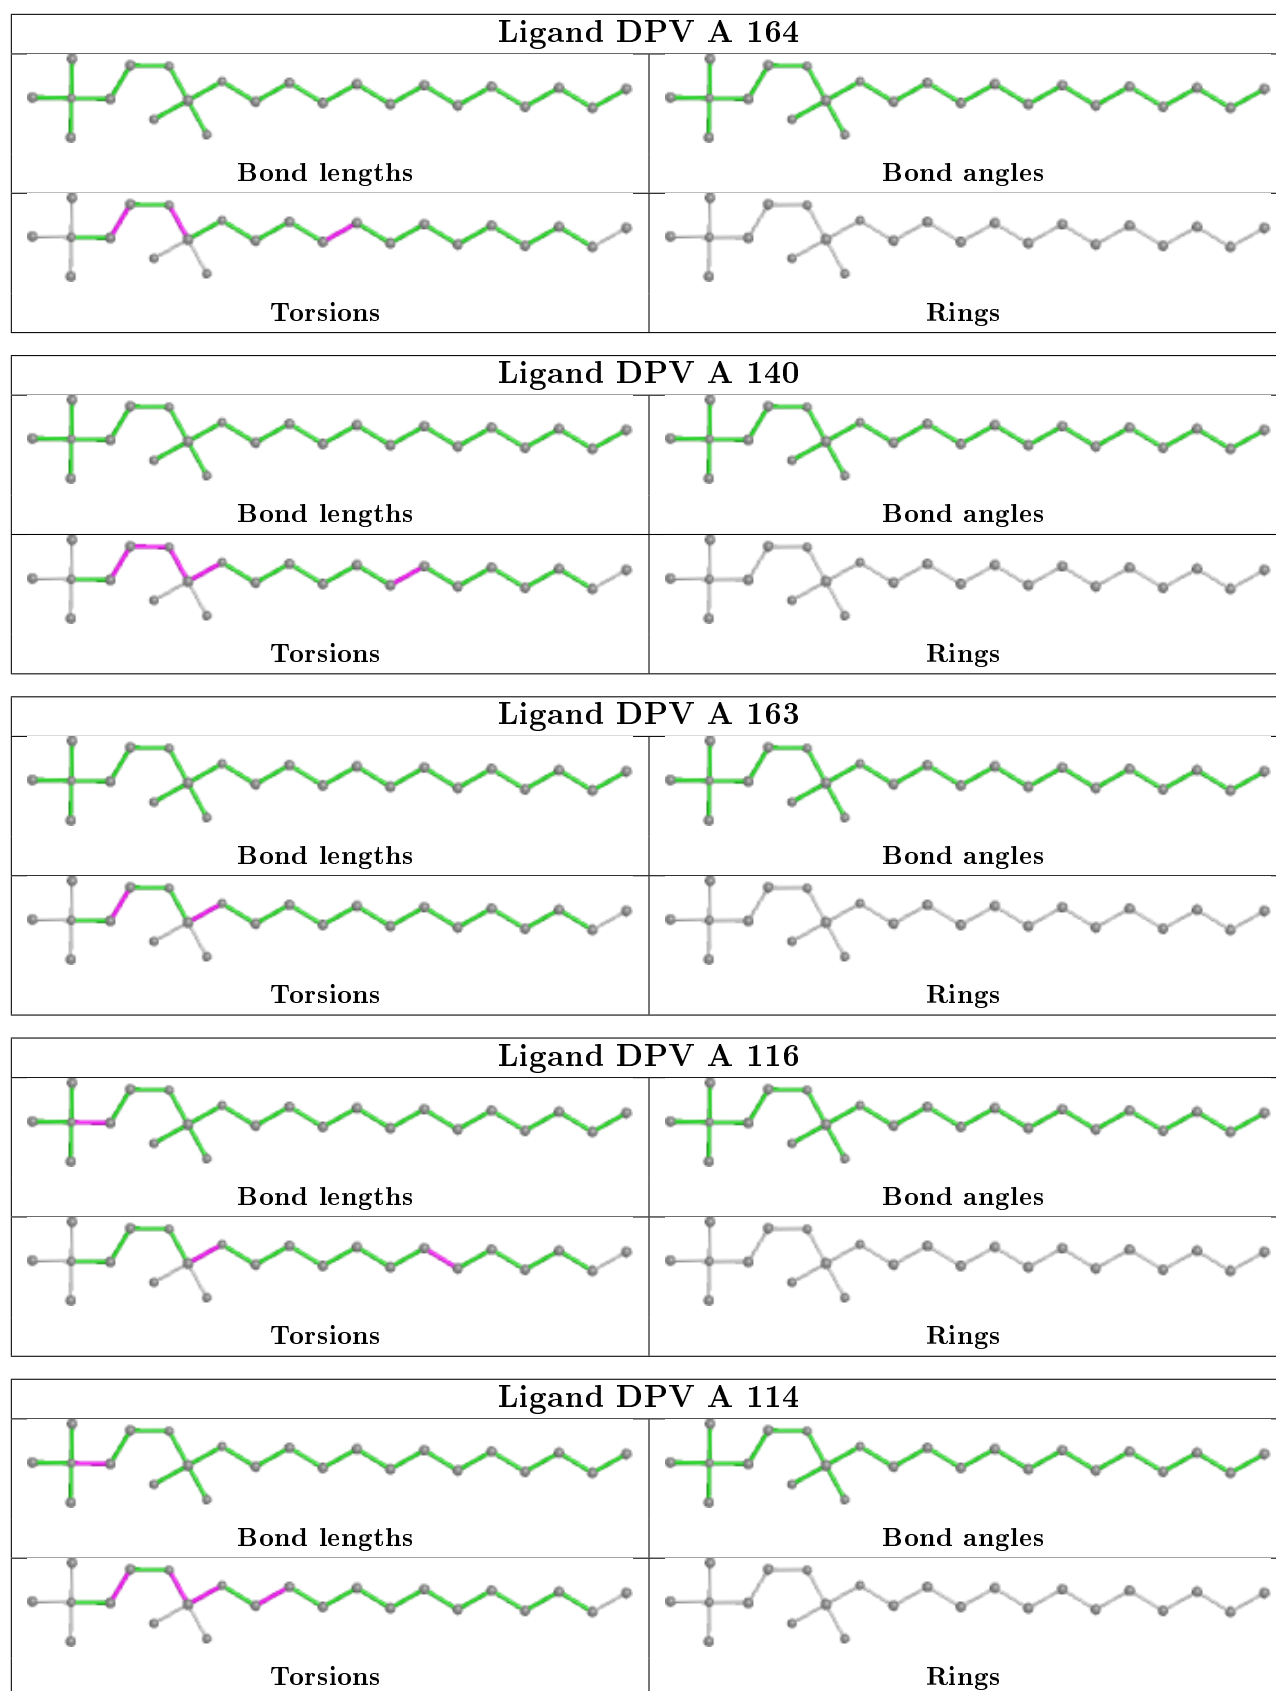 Ligand DPV A 164
Bond lengths
Bond angles
Torsions
Rings
Ligand DPV A 140
Bond lengths
Bond angles
Torsions
Rings
Ligand DPV A 163
Bond lengths
Bond angles
Torsions
Rings
Ligand DPV A 116
Bond lengths
Bond angles
Torsions
Rings
Ligand DPV A 114
Bond lengths
Bond angles
Torsions
Rings